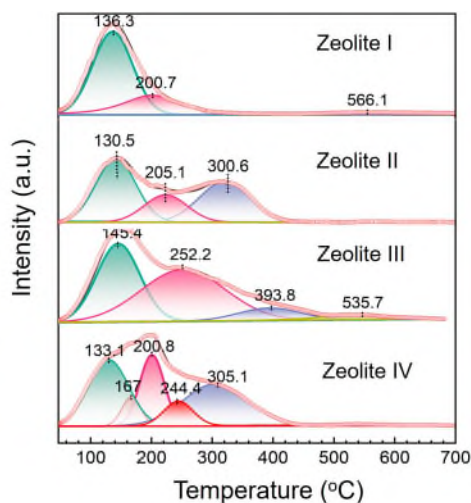 136.3
Zeolite I
200.7
566.1
130.5
Zeolite II
205.1
300.6
145.4
Zeolite III
252.2
393.8
535.7
133.1
200.8
Zeolite IV
167
244.4
305.1
Intensity (a.u.)
100 200 300 400 500 600 700
Temperature (°C)